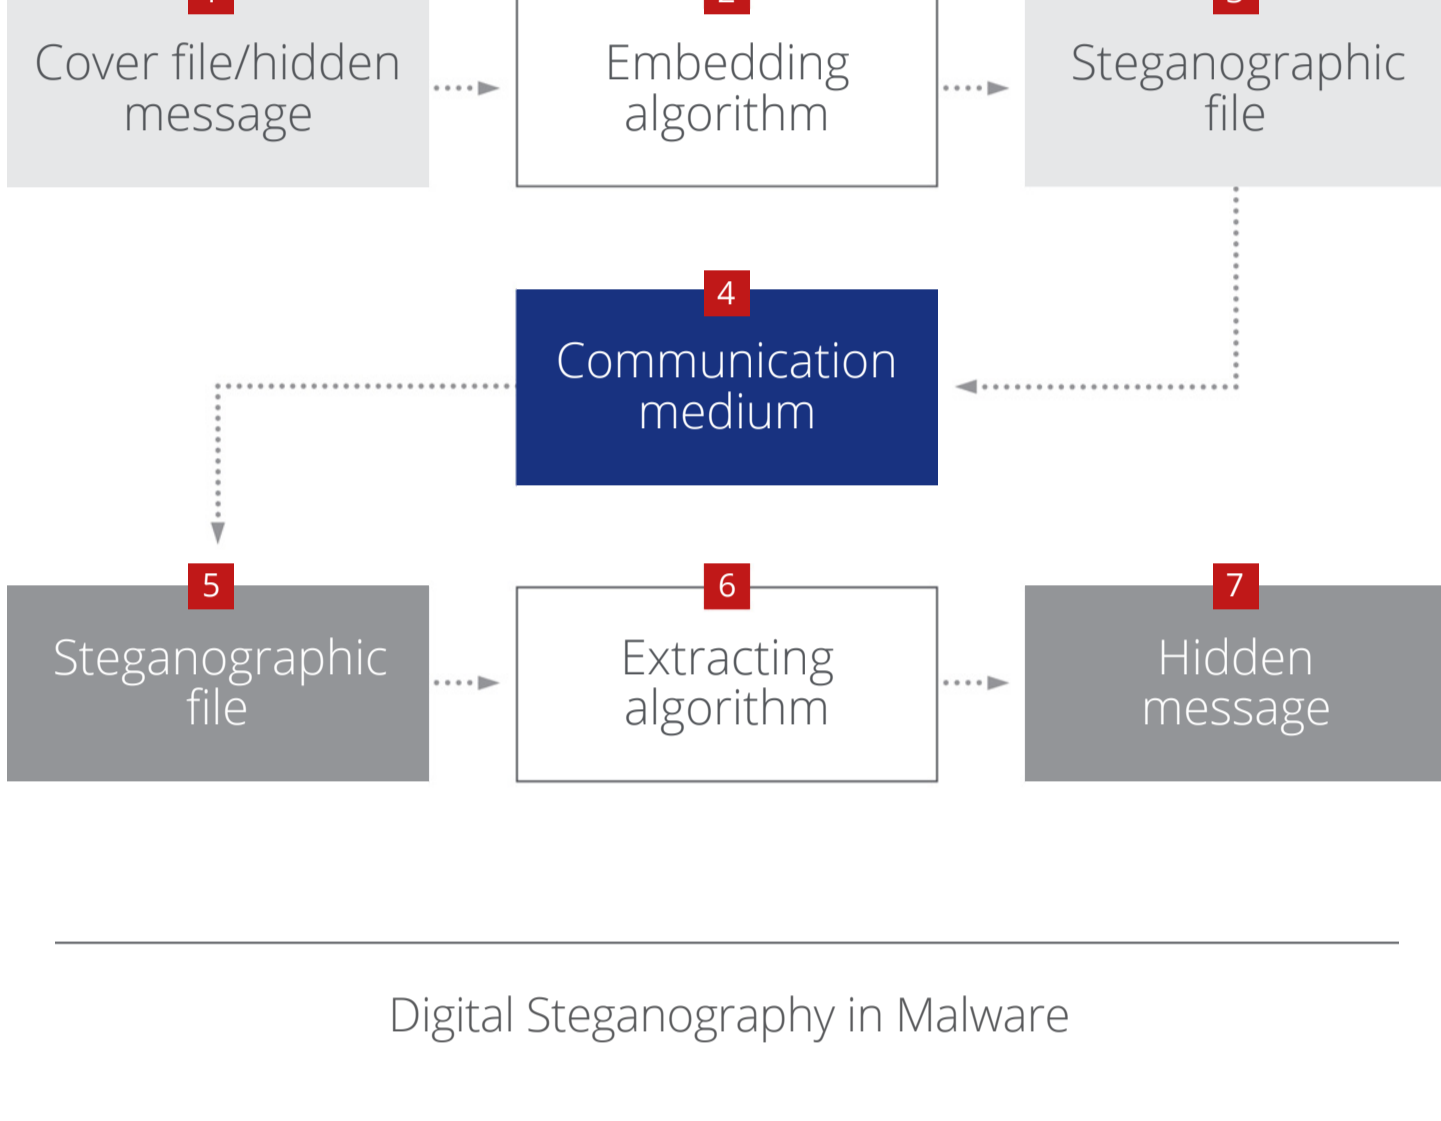 Cover file/hidden
message
Embedding
algorithm
Steganographic
file
4
Communication
medium
5
Steganographic
file
6
Extracting
algorithm
7
Hidden
message
Digital Steganography in Malware